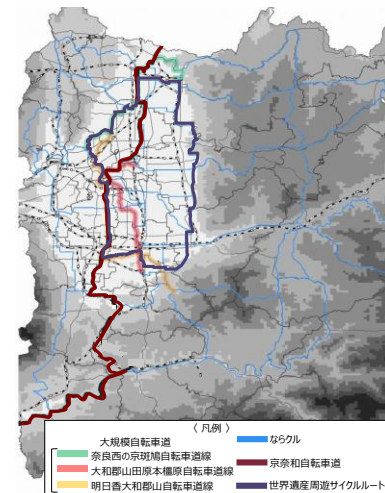 〈 凡例 〉
大規模自転車道
奈良西の京斑鳩自転車道線
大和郡山田原本橿原自転車道線
明日香大和郡山自転車道線
ならクル
京奈和自転車道
世界遺産周遊サイクルルート